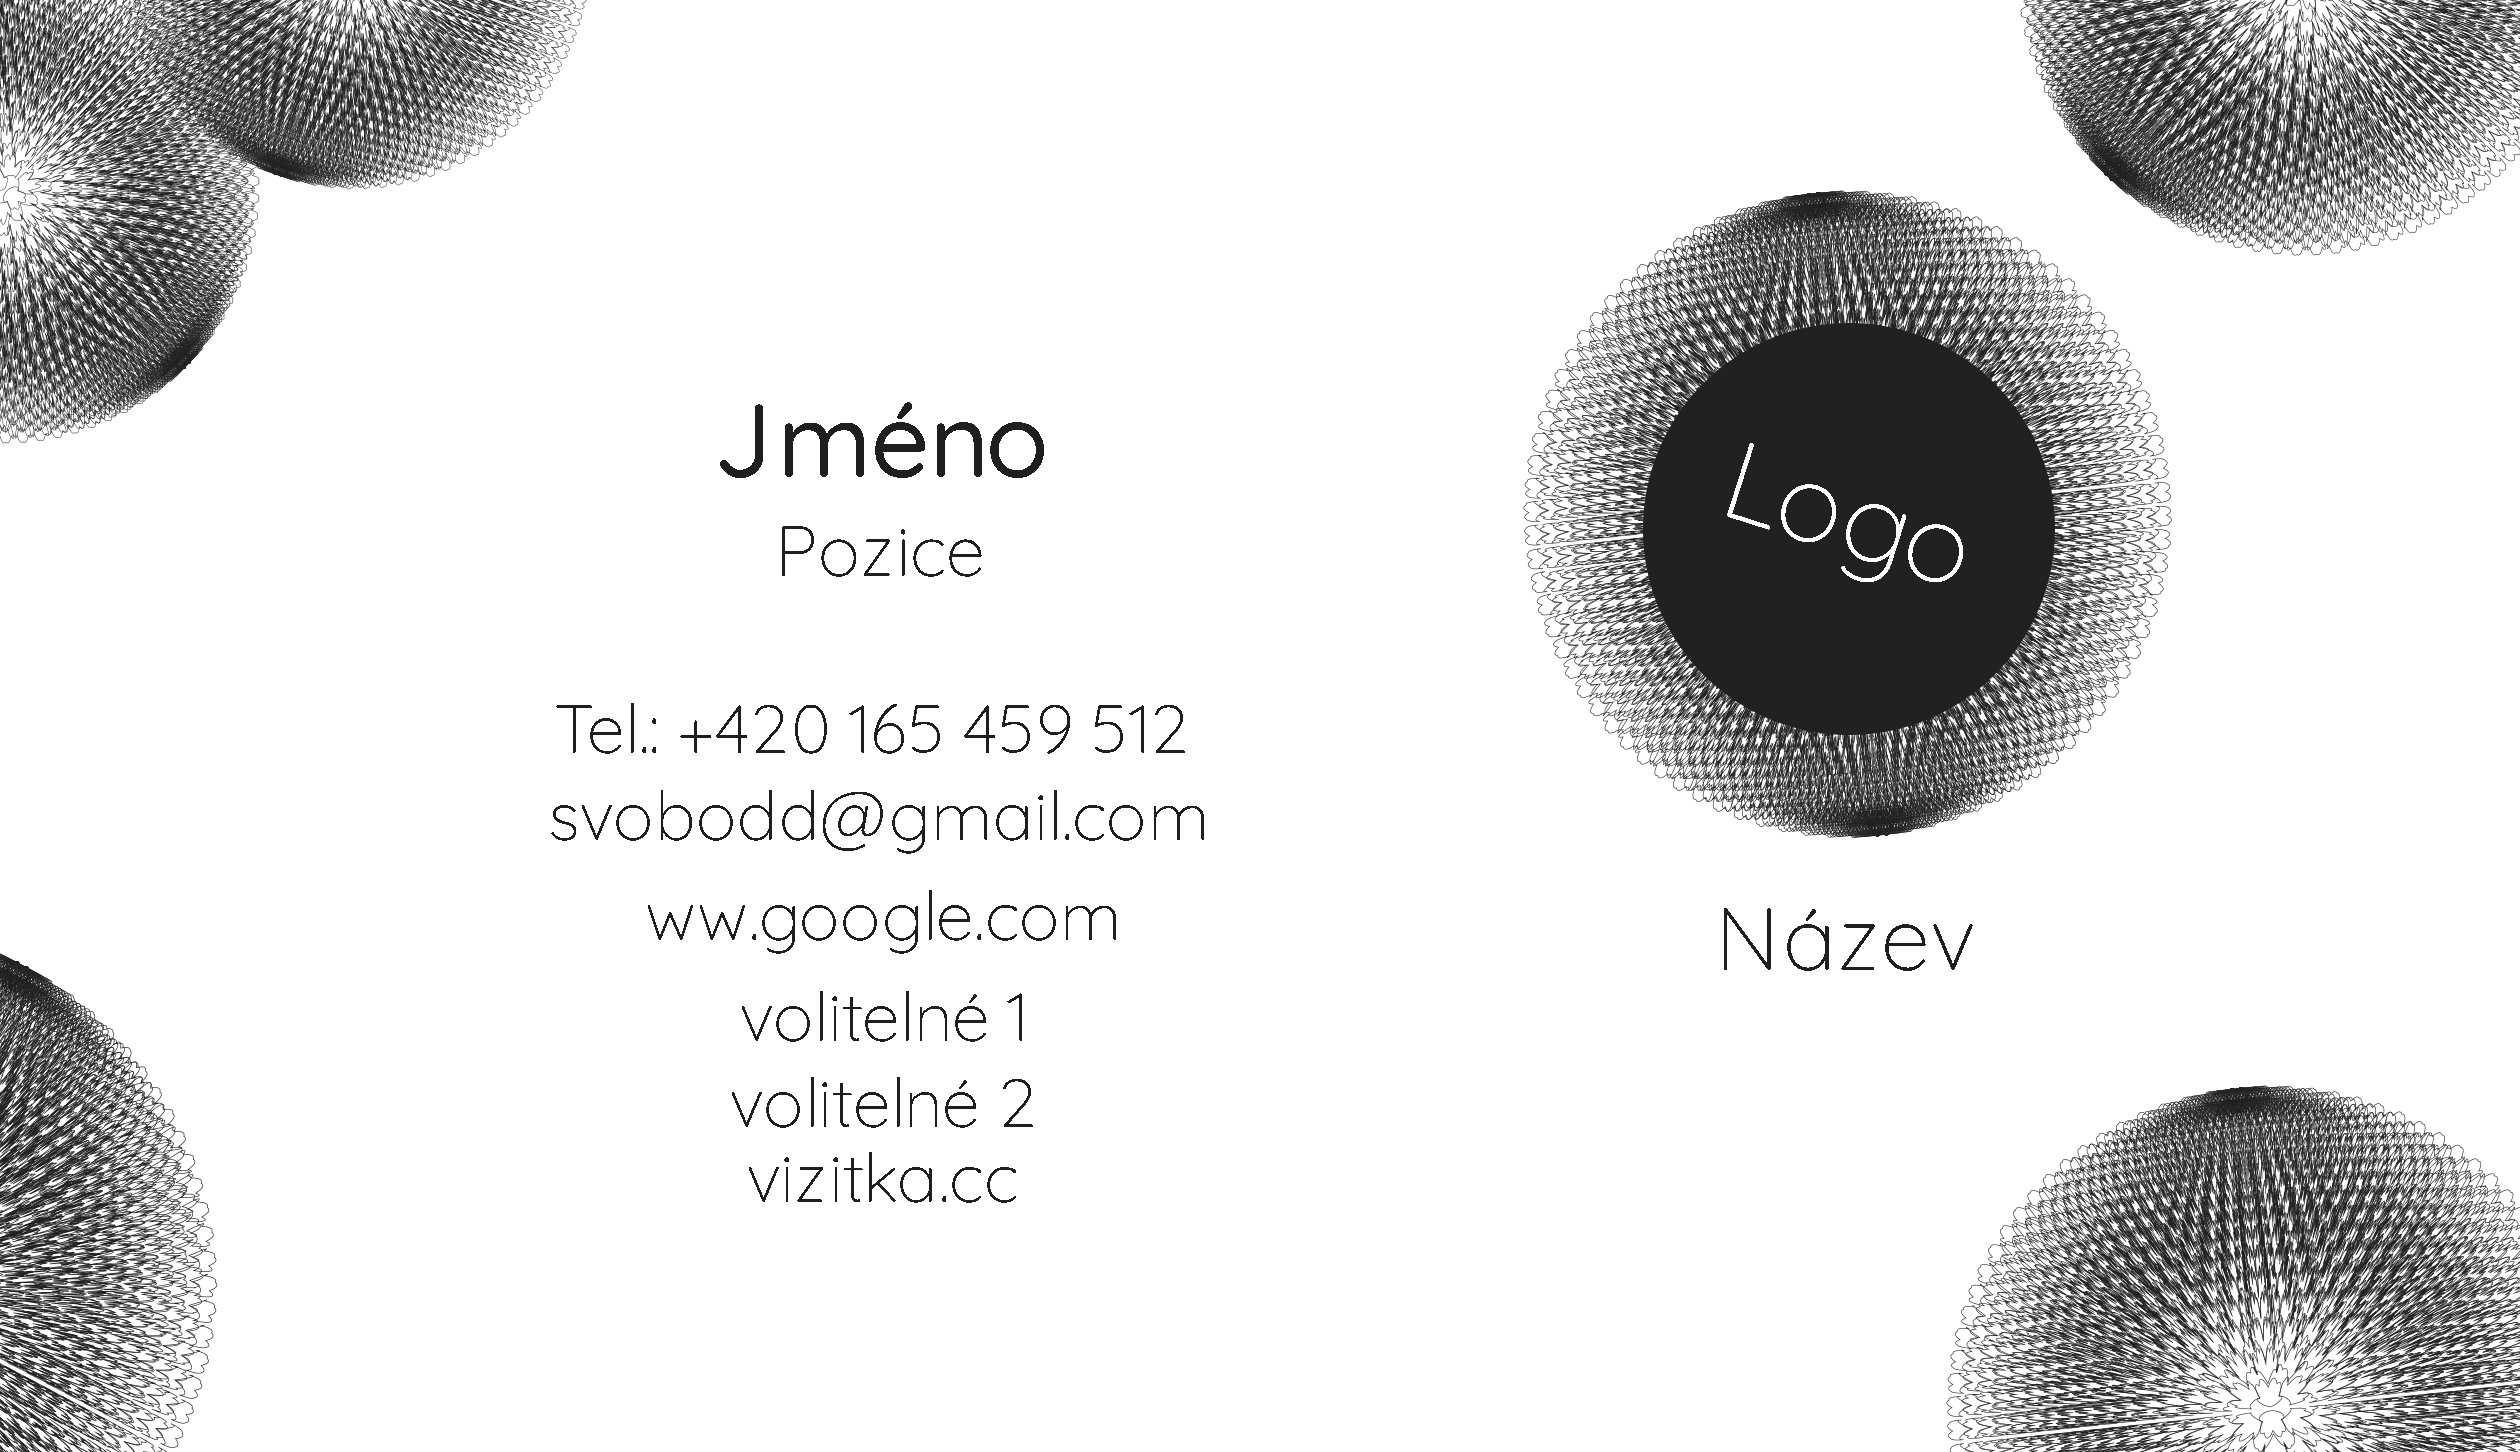 Jméno
Pozice
Tel.: +420 165 459 512
svobodd@gmail.com
ww.google.com
volitelné 1
volitelné 2
vizitka.cc
Logo
Název